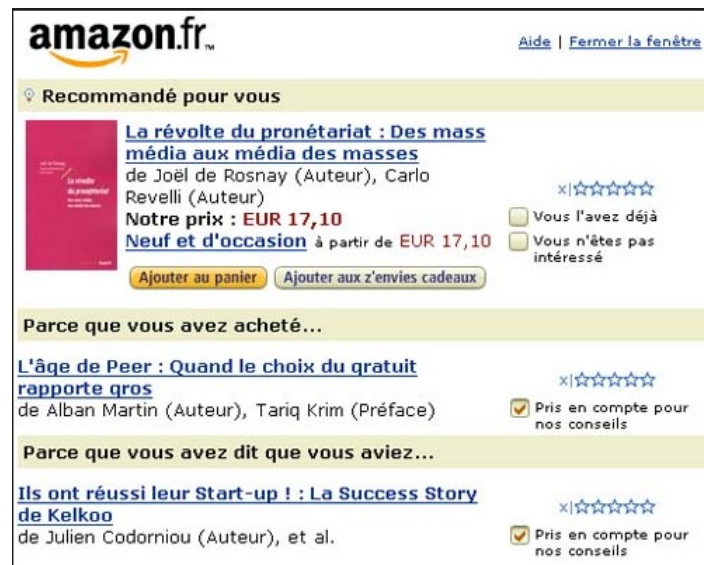 amazon.fr™
Aide | Fermer la fenêtre
Recommandé pour vous
La révolte du pronétariat : Des mass
média aux média des masses
de Joël de Rosnay (Auteur), Carlo
Revelli (Auteur)
Notre prix : EUR 17,10
Neuf et d'occasion à partir de EUR 17,10
Ajouter au panier
Ajouter aux z'envies cadeaux
x|
Vous l'avez déjà
Vous n'êtes pas
intéressé
La révolte
du pronétariat
Parce que vous avez acheté...
L'âge de Peer : Quand le choix du gratuit
rapporte gros
de Alban Martin (Auteur), Tariq Krim (Préface)
x|
Pris en compte pour
nos conseils
Parce que vous avez dit que vous aviez...
Ils ont réussi leur Start-up ! : La Success Story
de Kelkoo
de Julien Codorniou (Auteur), et al.
x|
Pris en compte pour
nos conseils